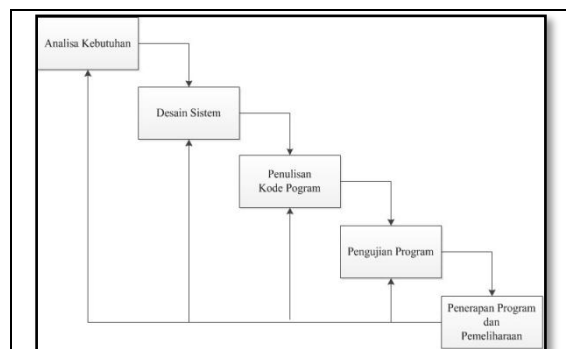 Analisa Kebutuhan
Desain Sistem
Penulisan
Kode Pogram
Pengujian Program
Penerapan Program
dan
Pemeliharaan